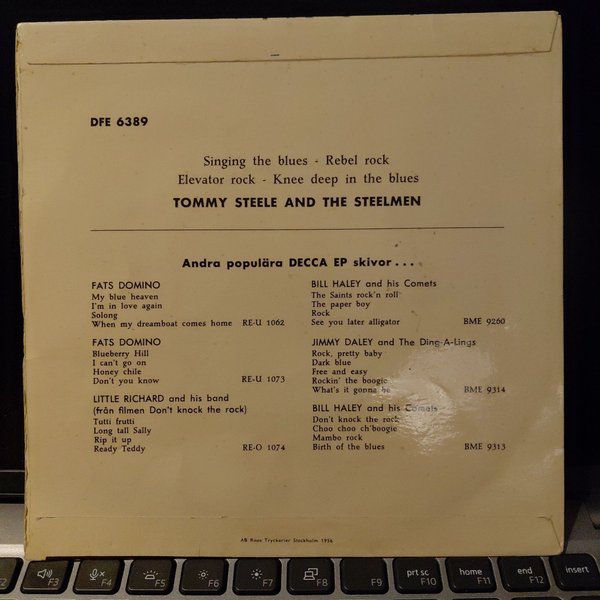 DFE 6389
Singing the blues - Rebel rock
Elevator rock - Knee deep in the blues
TOMMY STEELE AND THE STEELMEN
Andra populära DECCA EP skivor . . .
FATS DOMINO
My blue heaven
I'm in love again
Solong
When my dreamboat comes home RE-U 1062
FATS DOMINO
Blueberry Hill
I can't go on
Honey chile
Don't you know RE-U 1073
LITTLE RICHARD and his band
(från filmen Don't knock the rock)
Tutti frutti
Long tall Sally
Rip it up
Ready Teddy RE-O 1074
BILL HALEY and his Comets
The Saints rock'n roll
The paper boy
Rock
See you later alligator BME 9260
JIMMY DALEY and The Ding-A-Lings
Rock, pretty baby
Dark blue
Free and easy
Rockin' the boogie
What's it gonna be BME 9314
BILL HALEY and his Comets
Don't knock the rock
Choo choo ch'boogie
Mambo rock
Birth of the blues BME 9313
AB Roos Tryckerier Stockholm 1956
F2
F3
F4
F5
F6
F7
F8
F9
prt sc
F10
home
F11
end
F12
insert